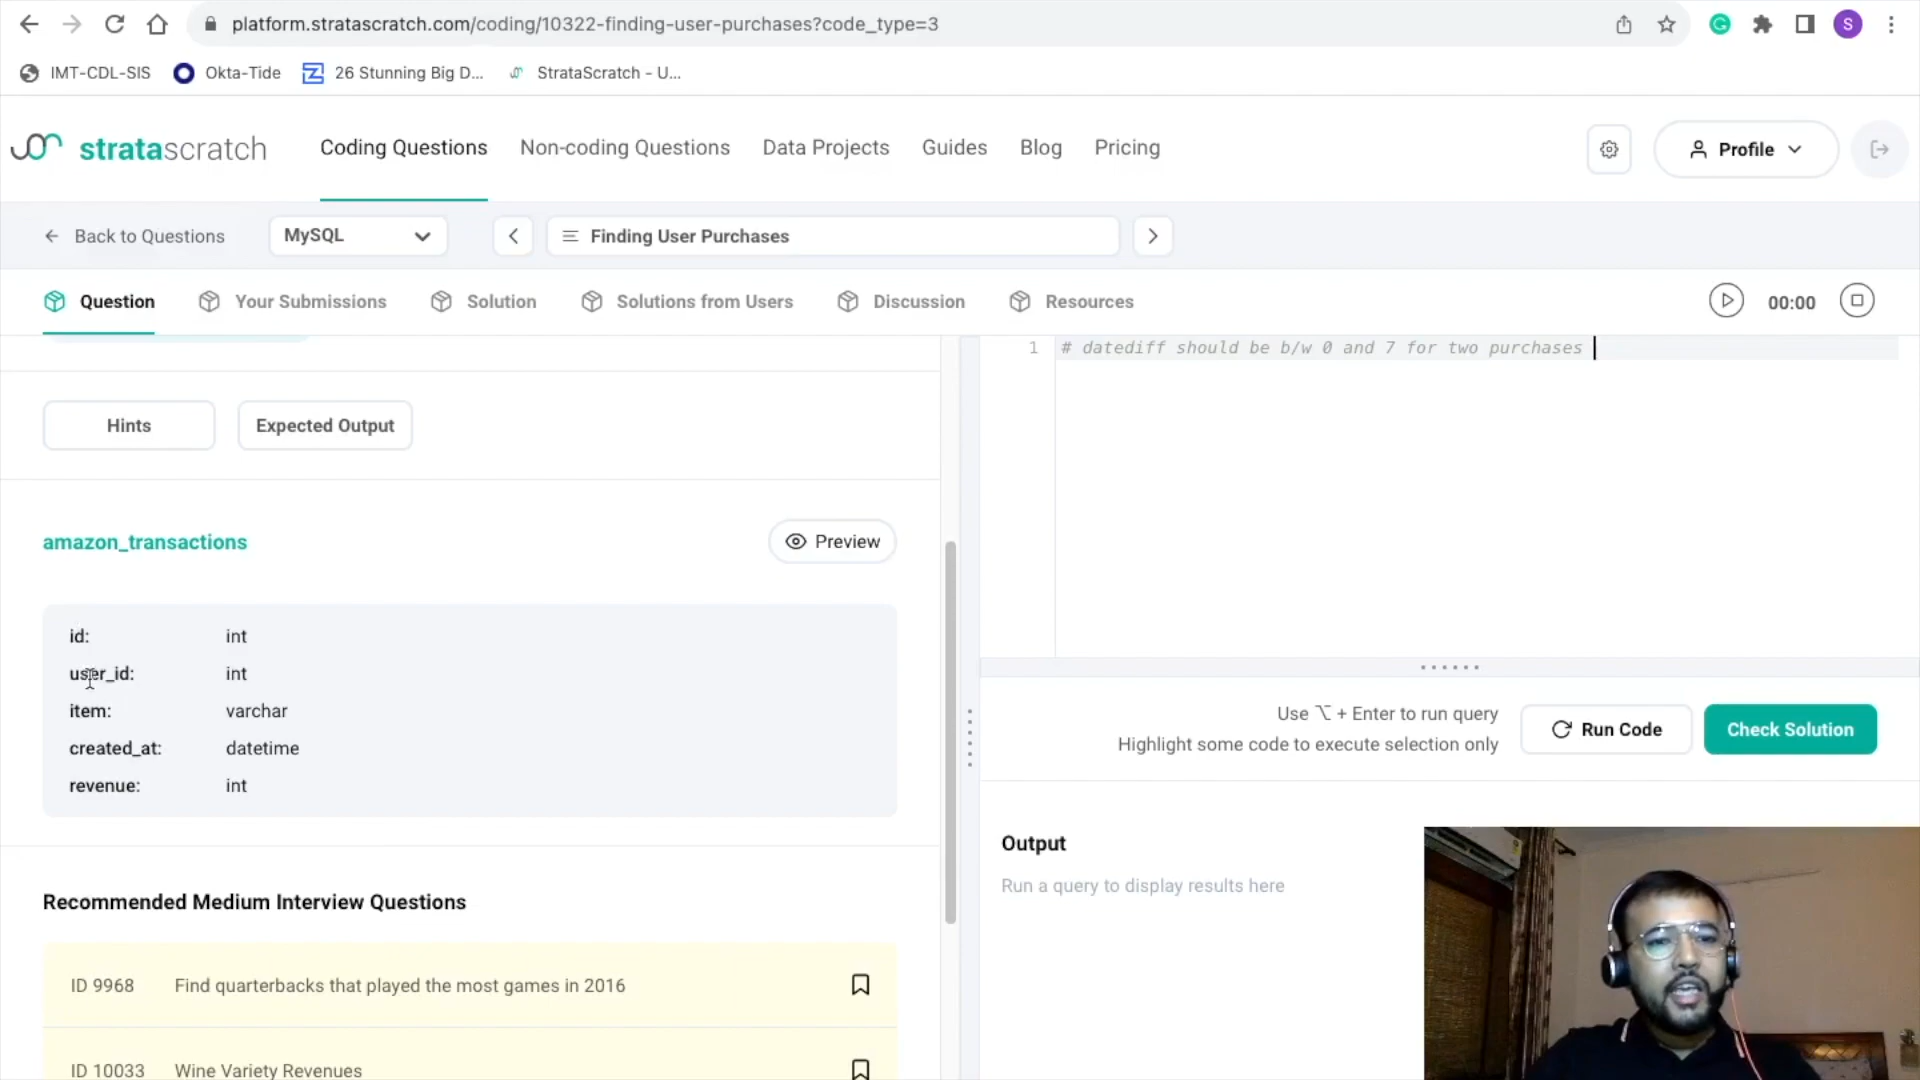 platform.stratascratch.com/coding/10322-finding-user-purchases?code_type=3
S
IMT-CDL-SIS
Okta-Tide
26 Stunning Big D...
StrataScratch - U...
stratascratch
Coding Questions
Non-coding Questions
Data Projects
Guides
Blog
Pricing
Profile
Back to Questions
MySQL
Finding User Purchases
Question
Your Submissions
Solution
Solutions from Users
Discussion
Resources
00:00
1 # datediff should be b/w 0 and 7 for two purchases
Hints
Expected Output
amazon_transactions
Preview
id: int
user_id: int
item: varchar
created_at: datetime
revenue: int
Use ⌥ + Enter to run query
Highlight some code to execute selection only
Run Code
Check Solution
Output
Run a query to display results here
Recommended Medium Interview Questions
ID 9968 Find quarterbacks that played the most games in 2016
ID 10033 Wine Variety Revenues